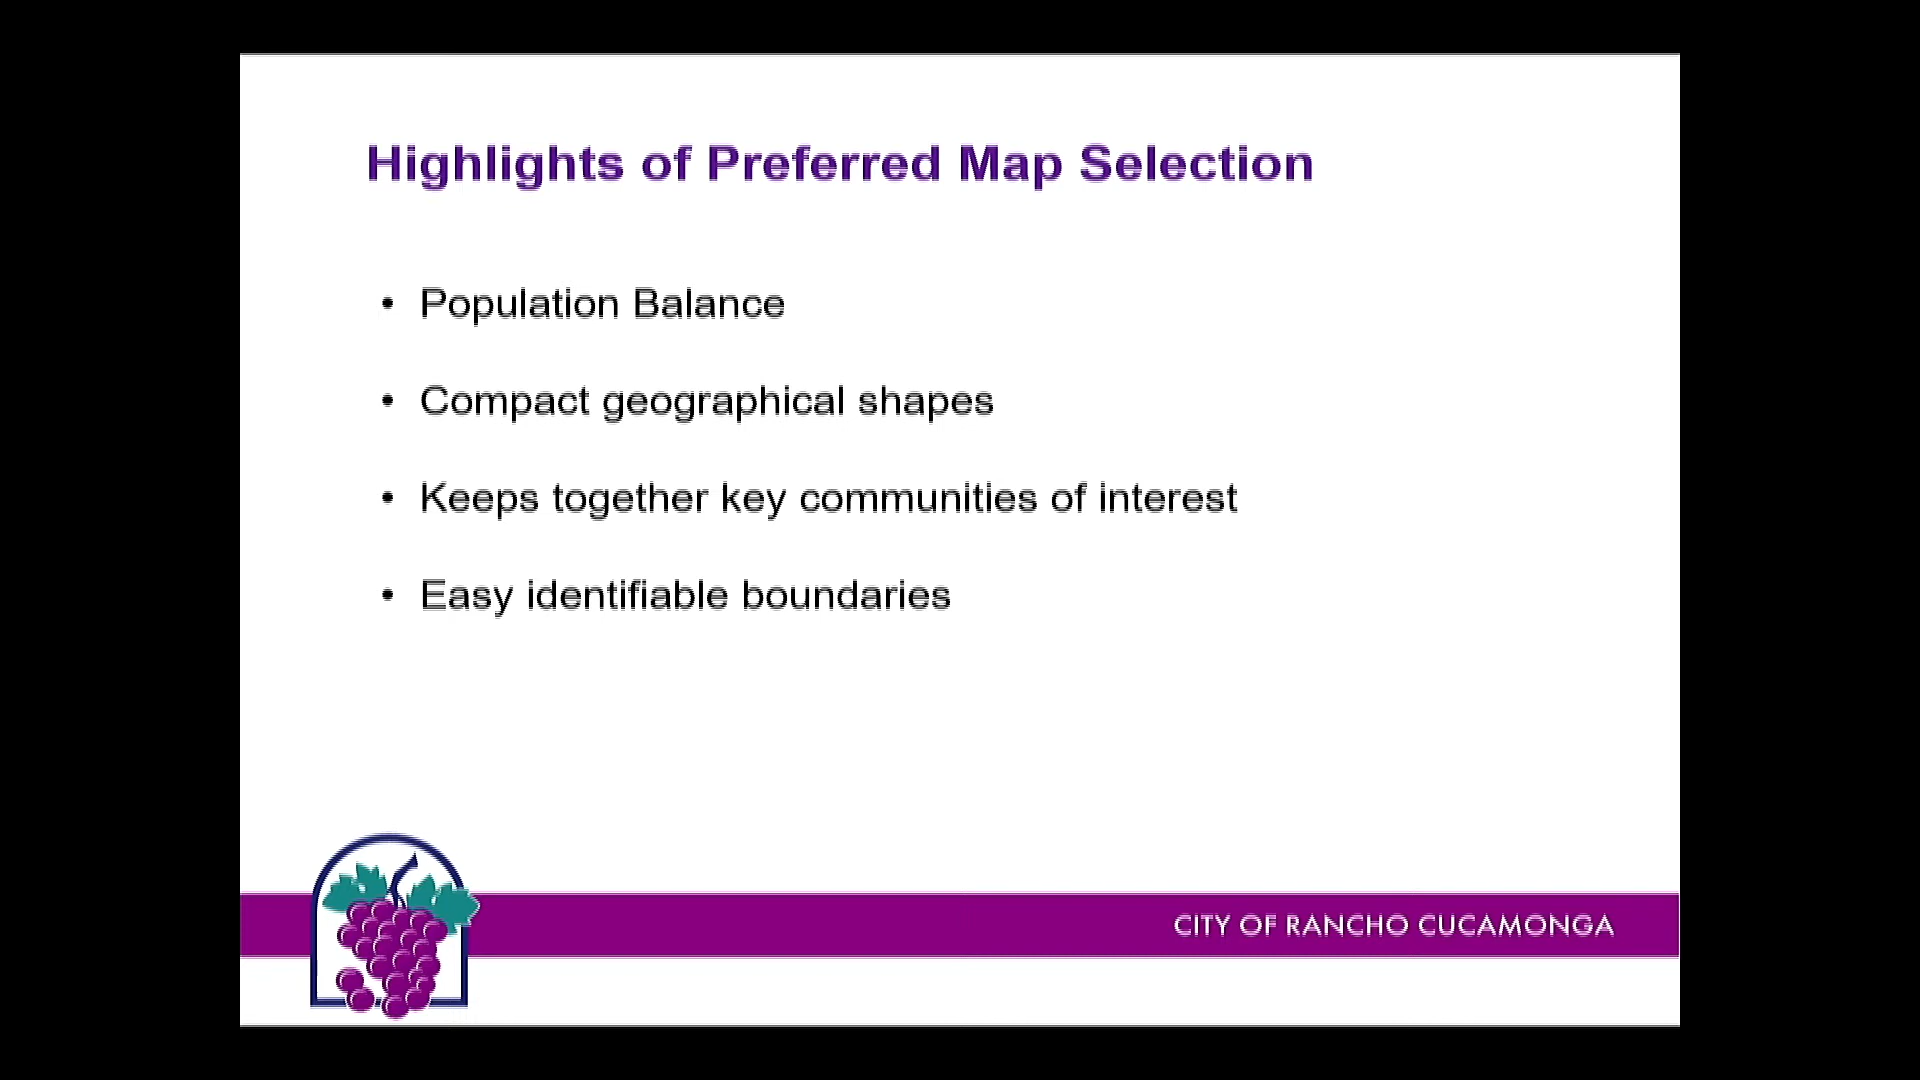 Highlights of Preferred Map Selection
• Population Balance
• Compact geographical shapes
• Keeps together key communities of interest
• Easy identifiable boundaries
CITY OF RANCHO CUCAMONGA